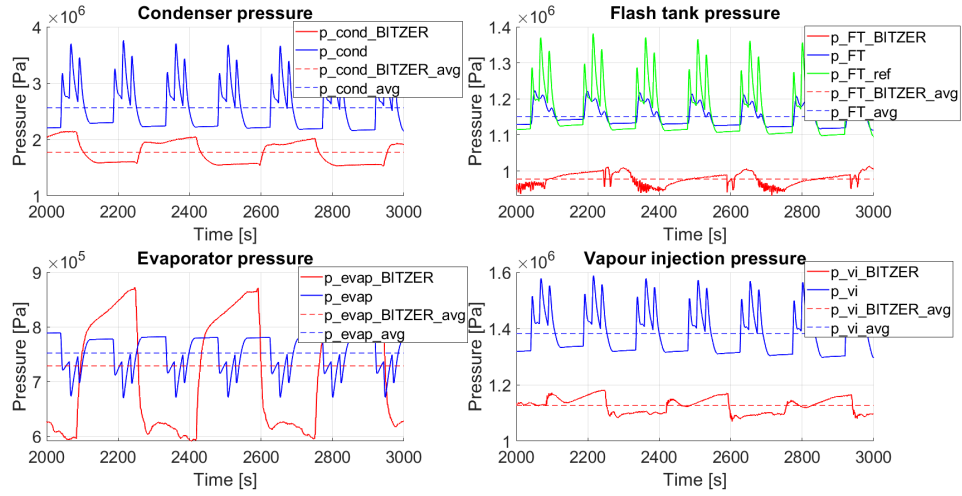 Condenser pressure
×10^6
Pressure [Pa]
4
3
2
1
2000 2200 2400 2600 2800 3000
Time [s]
p_cond_BITZER
p_cond
p_cond_BITZER_avg
p_cond_avg
Flash tank pressure
×10^6
Pressure [Pa]
1.4
1.3
1.2
1.1
1
2000 2200 2400 2600 2800 3000
Time [s]
p_FT_BITZER
p_FT
p_FT_ref
p_FT_BITZER_avg
p_FT_avg
Evaporator pressure
×10^5
Pressure [Pa]
9
8
7
6
2000 2200 2400 2600 2800 3000
Time [s]
p_evap_BITZER
p_evap
p_evap_BITZER_avg
p_evap_avg
Vapour injection pressure
×10^6
Pressure [Pa]
1.6
1.4
1.2
1
2000 2200 2400 2600 2800 3000
Time [s]
p_vi_BITZER
p_vi
p_vi_BITZER_avg
p_vi_avg